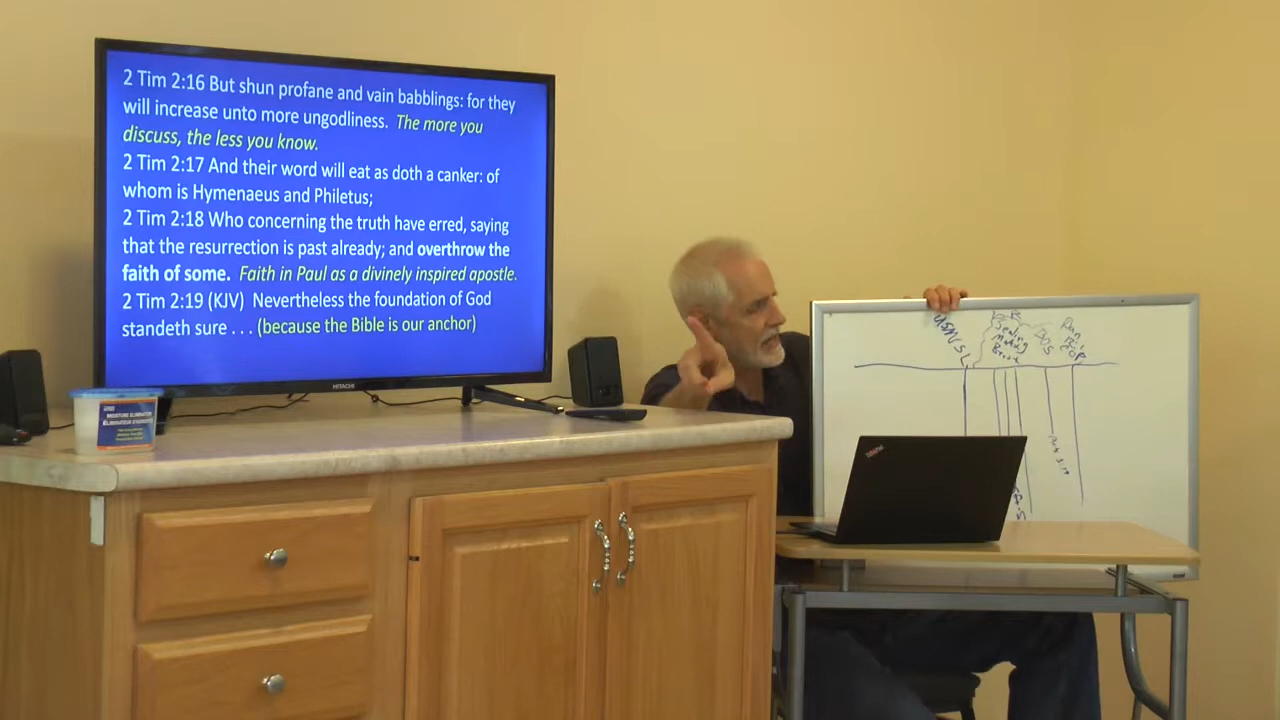 2 Tim 2:16 But shun profane and vain babblings: for they
will increase unto more ungodliness. The more you
discuss, the less you know.
2 Tim 2:17 And their word will eat as doth a canker: of
whom is Hymenaeus and Philetus;
2 Tim 2:18 Who concerning the truth have erred, saying
that the resurrection is past already; and overthrow the
faith of some. Faith in Paul as a divinely inspired apostle.
2 Tim 2:19 (KJV) Nevertheless the foundation of God
standeth sure . . . (because the Bible is our anchor)
HITACHI
MOISTURE ELIMINATOR